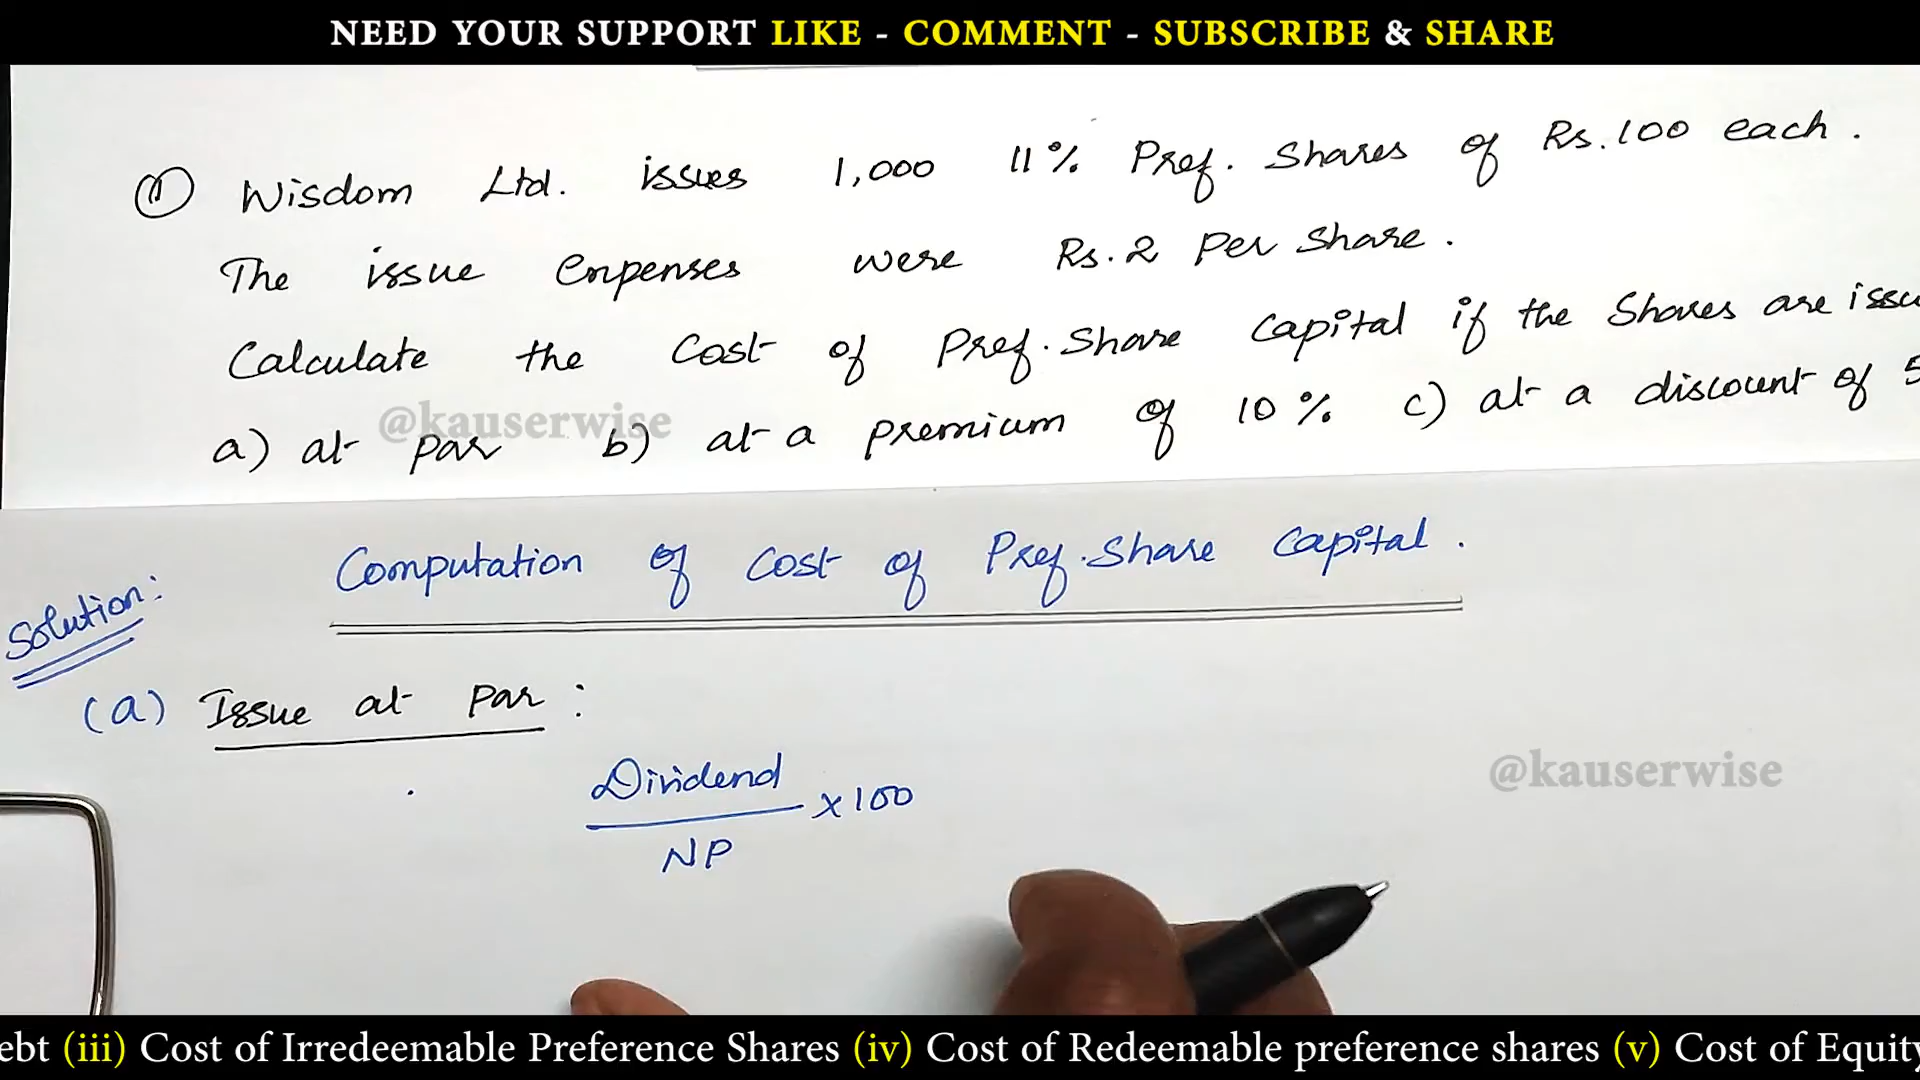 NEED YOUR SUPPORT LIKE - COMMENT - SUBSCRIBE & SHARE
① Wisdom Ltd. issues 1,000 11% Pref. Shares of Rs.100 each.
The issue expenses were Rs.2 Per Share.
Calculate the Cost of Pref. Share Capital if the Shares are issu
@kauserwise
a) at par b) at a premium of 10% c) at a discount of 5
Computation of Cost of Pref. Share Capital.
Solution:
(a) Issue at Par :
@kauserwise
Dividend
x100
NP
ebt (iii) Cost of Irredeemable Preference Shares (iv) Cost of Redeemable preference shares (v) Cost of Equity